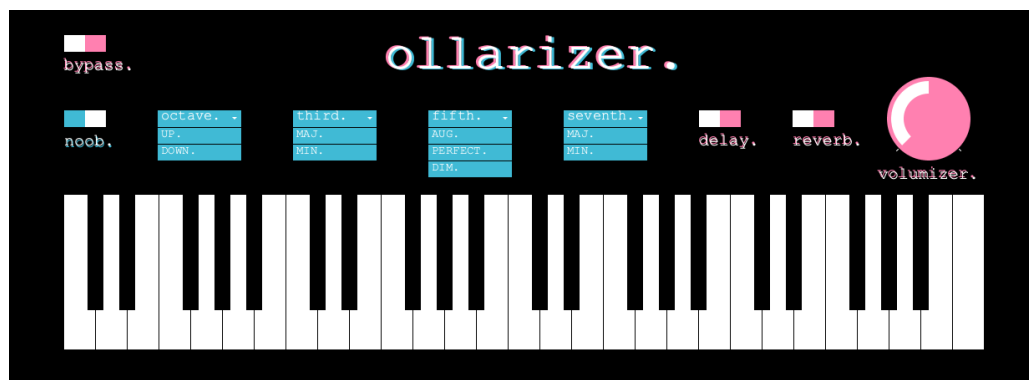 ollarizer.
bypass.
noob.
octave.
UP.
DOWN.
third.
MAJ.
MIN.
fifth.
AUG.
PERFECT.
DIM.
seventh.
MAJ.
MIN.
delay.
reverb.
volumizer.